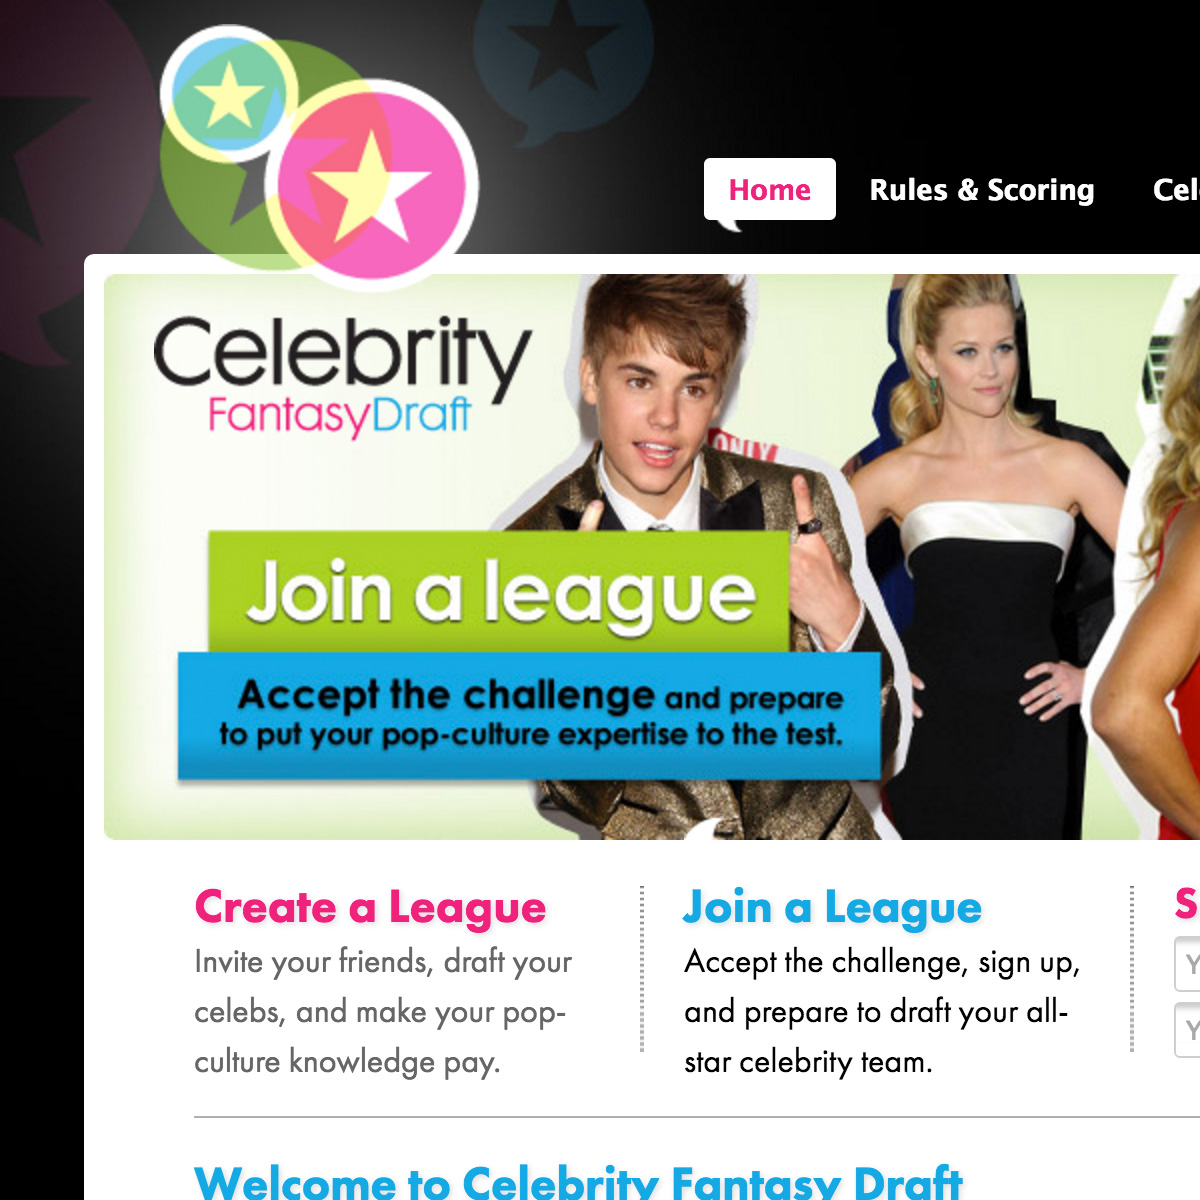 Home
Rules & Scoring
Cel
Celebrity
FantasyDraft
ONLY
Join a league
Accept the challenge and prepare
to put your pop-culture expertise to the test.
Create a League
Invite your friends, draft your
celebs, and make your pop-
culture knowledge pay.
Join a League
Accept the challenge, sign up,
and prepare to draft your all-
star celebrity team.
S
Y
Y
Welcome to Celebrity Fantasy Draft